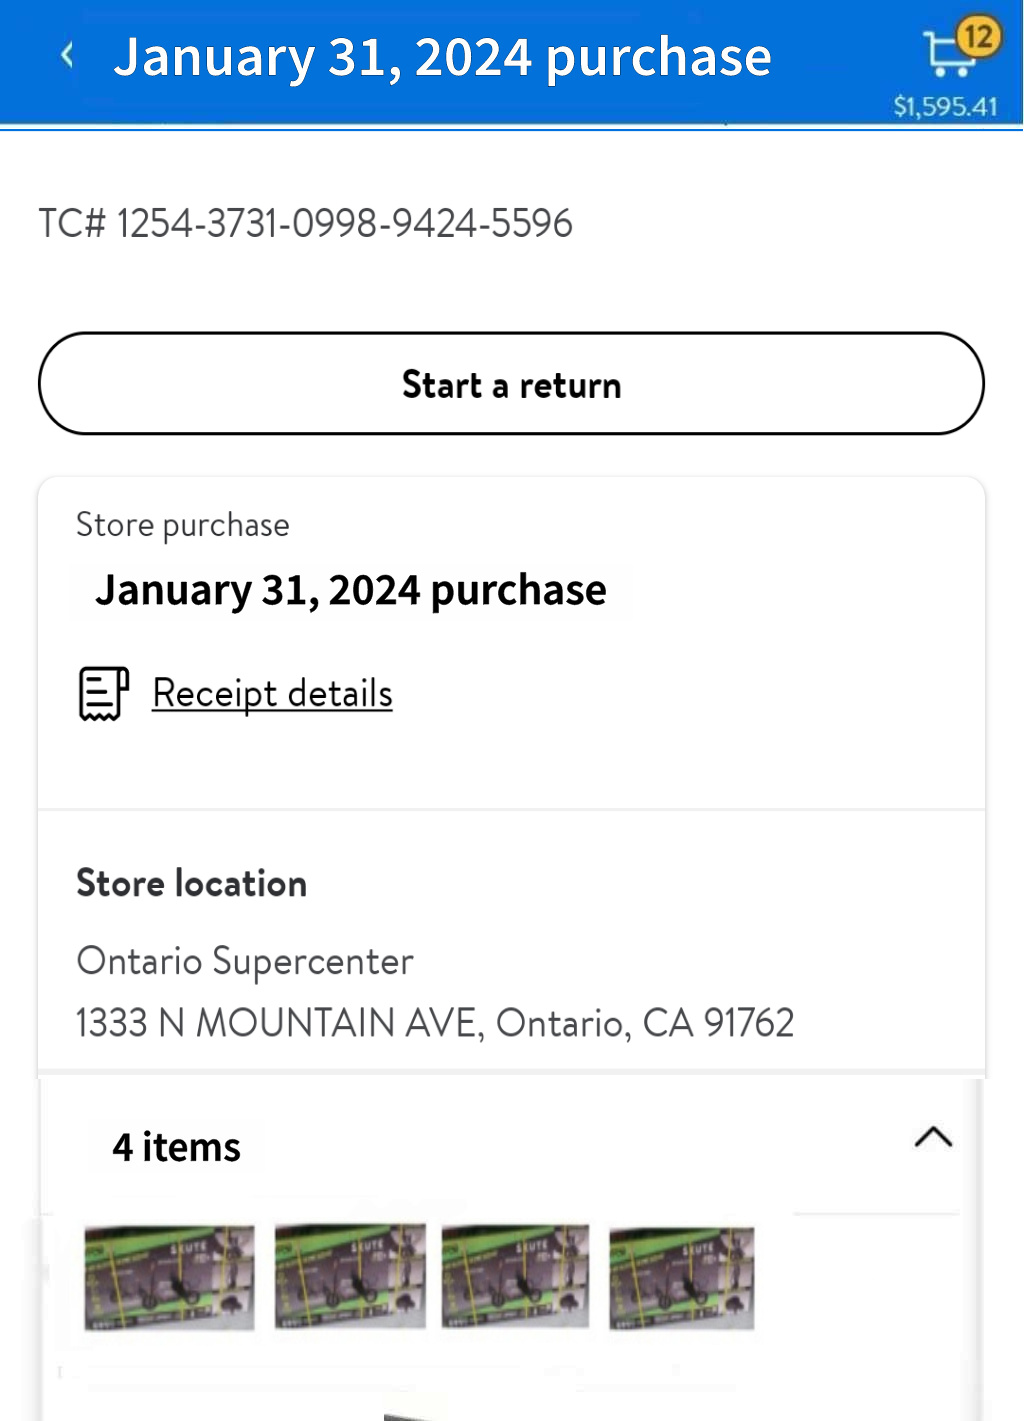 January 31, 2024 purchase
12
$1,595.41
TC# 1254-3731-0998-9424-5596
Start a return
Store purchase
January 31, 2024 purchase
Receipt details
Store location
Ontario Supercenter
1333 N MOUNTAIN AVE, Ontario, CA 91762
4 items